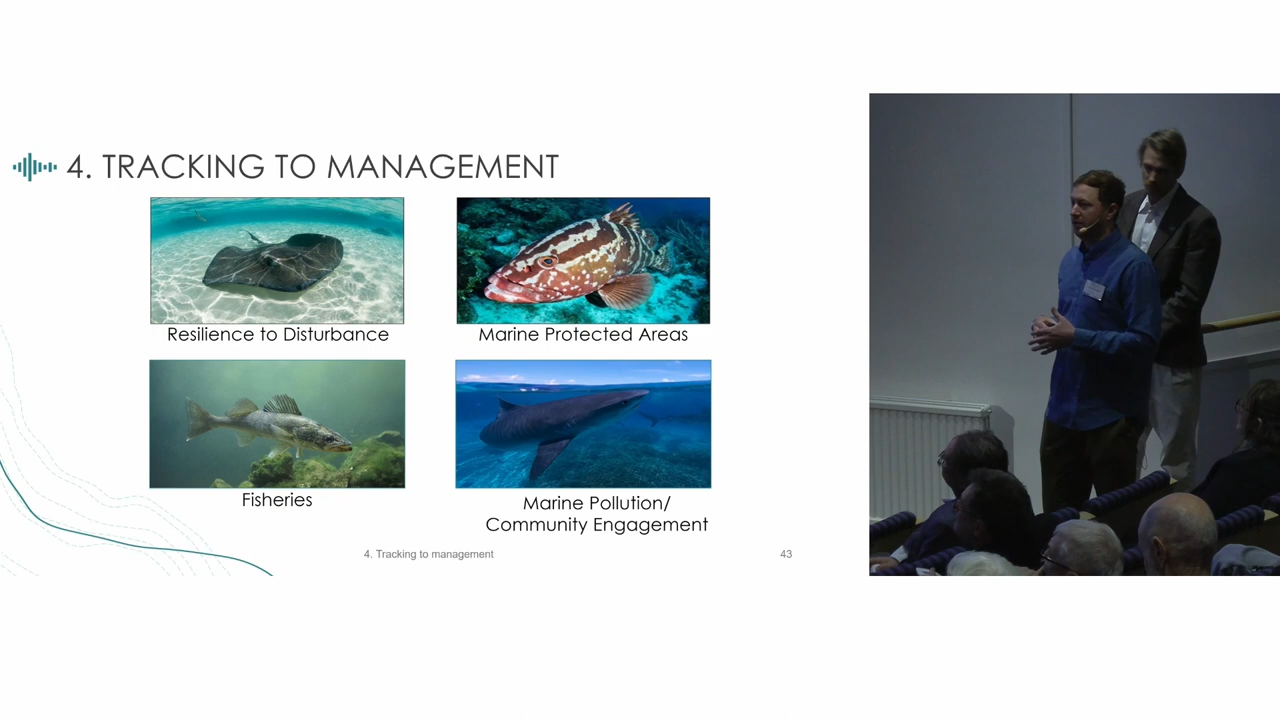 4. TRACKING TO MANAGEMENT
Resilience to Disturbance
Marine Protected Areas
Fisheries
Marine Pollution/
Community Engagement
4. Tracking to management
43